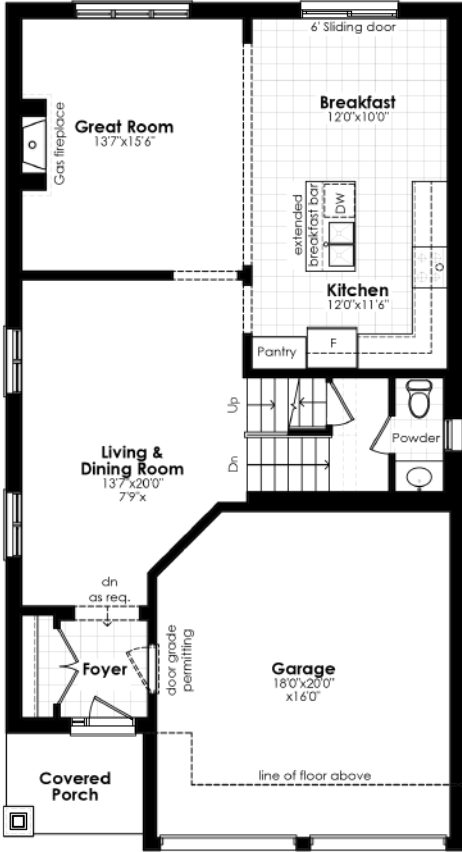 6' Sliding door
Breakfast
12'0"x10'0"
Great Room
13'7"x15'6"
Gas fireplace
DW
extended
breakfast bar
Kitchen
12'0"x11'6"
Pantry
F
Up
Powder
Dn
Living &
Dining Room
13'7"x20'0"
7'9"x
dn
as req.
Foyer
door grade
permitting
Garage
18'0"x20'0"
x16'0"
line of floor above
Covered
Porch